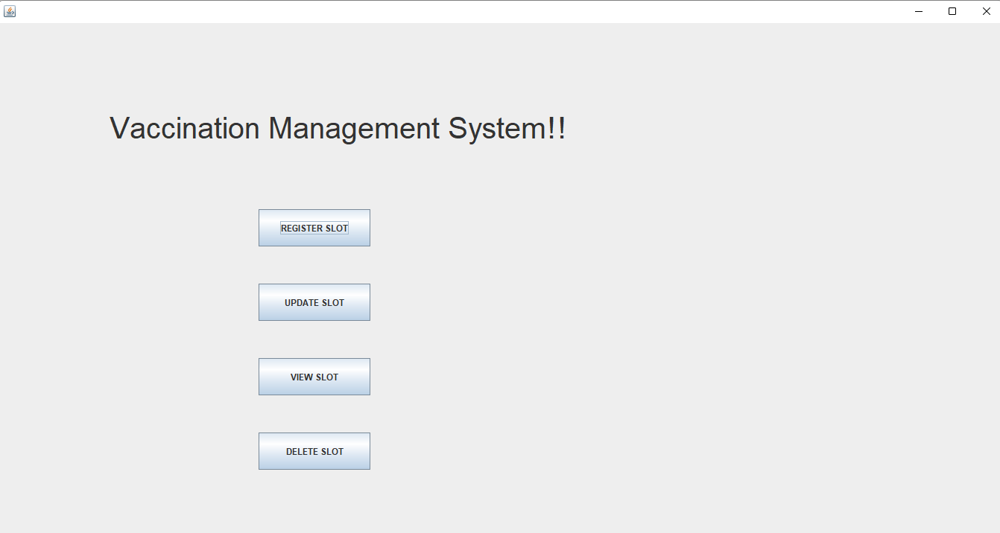 Vaccination Management System!!
REGISTER SLOT
UPDATE SLOT
VIEW SLOT
DELETE SLOT